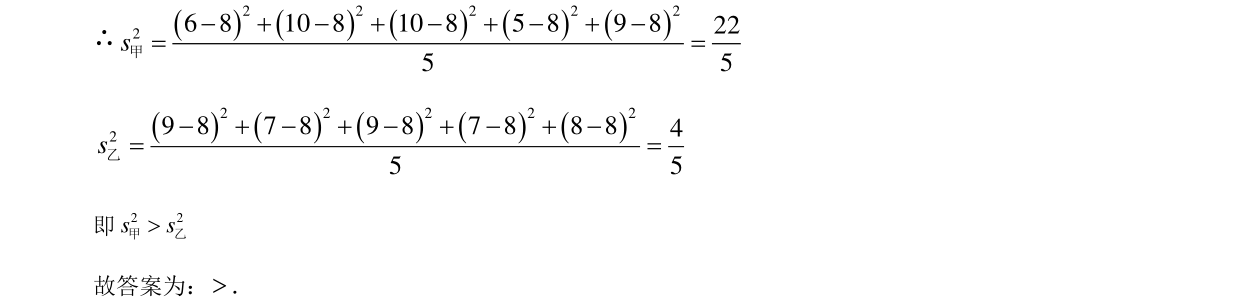 ∴ s²甲 = ((6−8)²+(10−8)²+(10−8)²+(5−8)²+(9−8)²)/5 = 22/5
s²乙 = ((9−8)²+(7−8)²+(9−8)²+(7−8)²+(8−8)²)/5 = 4/5
即 s²甲 > s²乙
故答案为：＞．